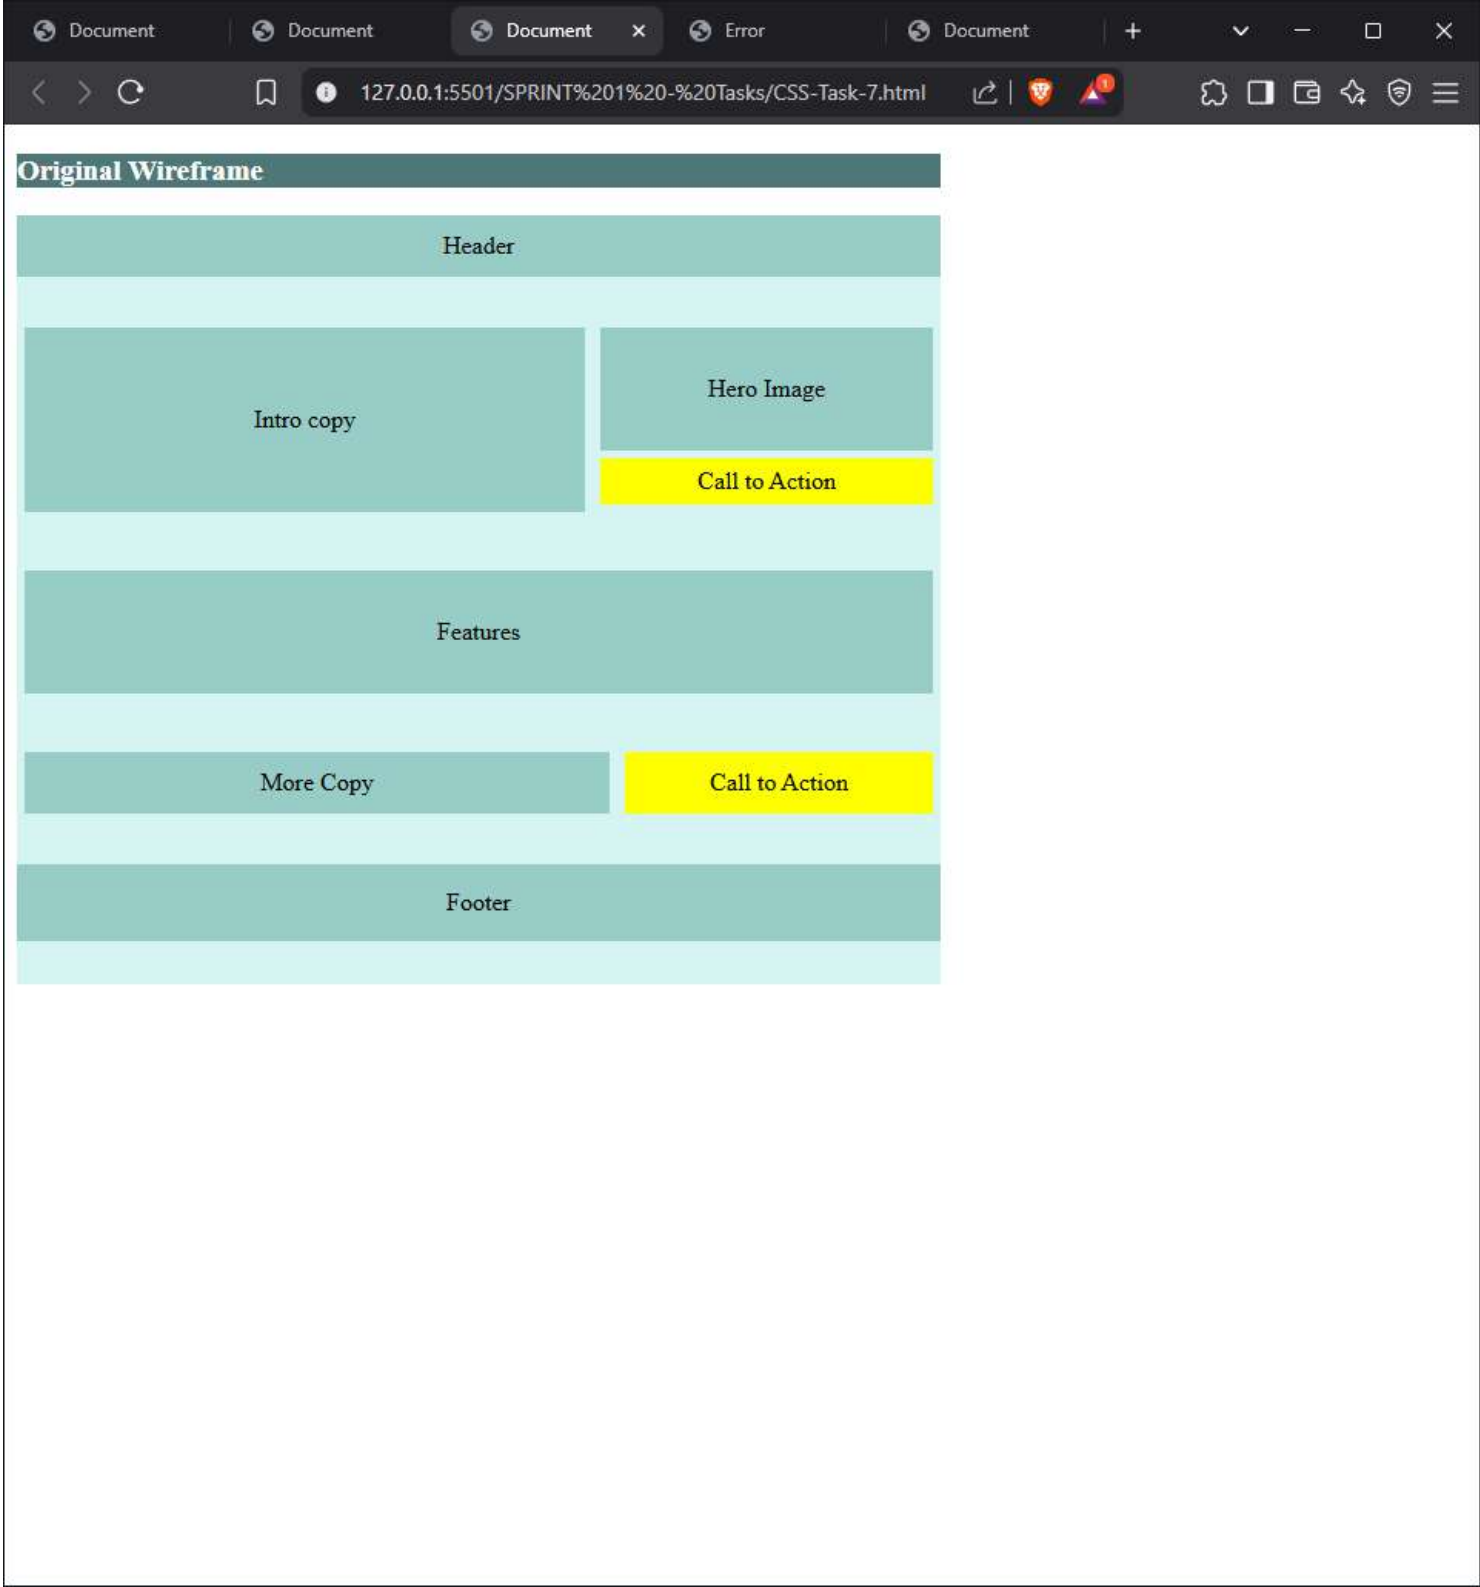 Document
Document
Document
Error
Document
127.0.0.1:5501/SPRINT%201%20-%20Tasks/CSS-Task-7.html
1
Original Wireframe
Header
Intro copy
Hero Image
Call to Action
Features
More Copy
Call to Action
Footer